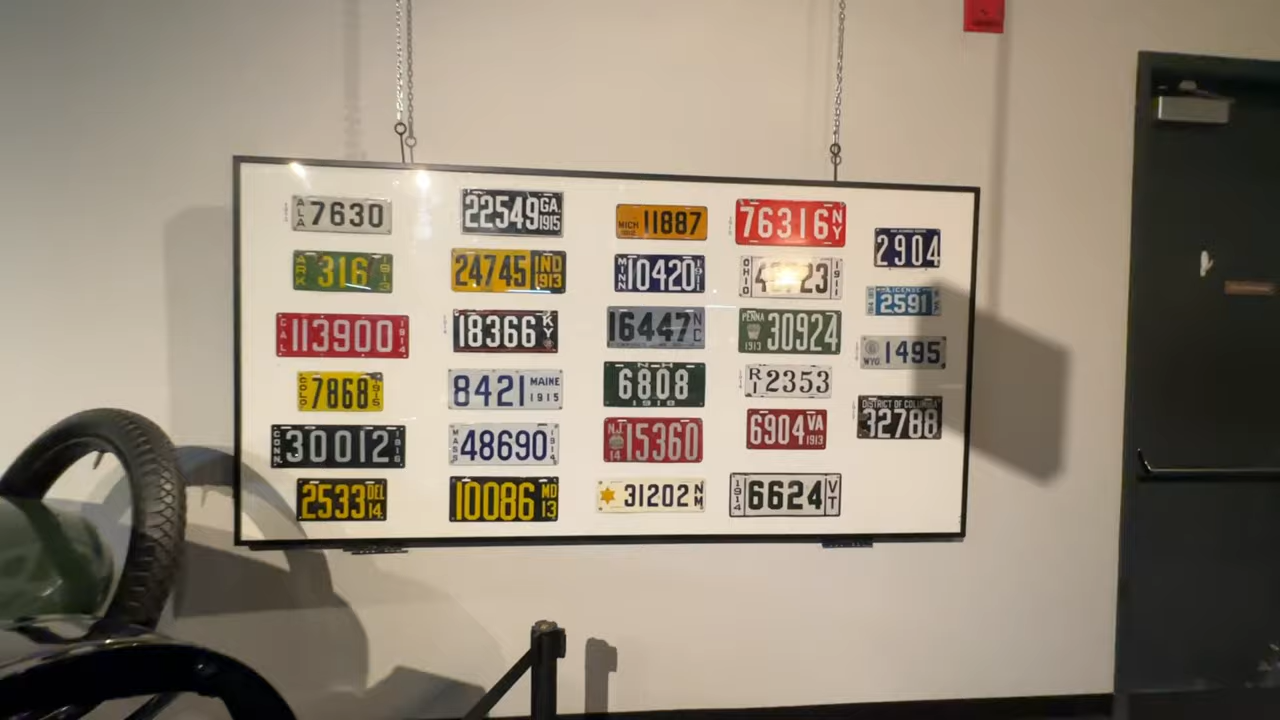 ALA 7630
ARK 316 1913
CAL 113900 1914
COLO 7868 1915
CONN. 30012 1916
2533 DEL 14.
22549 GA. 1915
24745 IND 1913
18366 KY.
8421 MAINE 1915
MASS 48690 1914
10086 MD 13
MICH 11887
MINN 10420 1911
16447 NC
N-H 6808
N.J. 14 15360
31202 NM
76316 NY
OHIO 1911
PENNA 1913 30924
RI 2353
6904 VA 1913
1914 6624 VT
2904
LICENSE 2591
WYO. 1495
DISTRICT OF COLUMBIA
32788